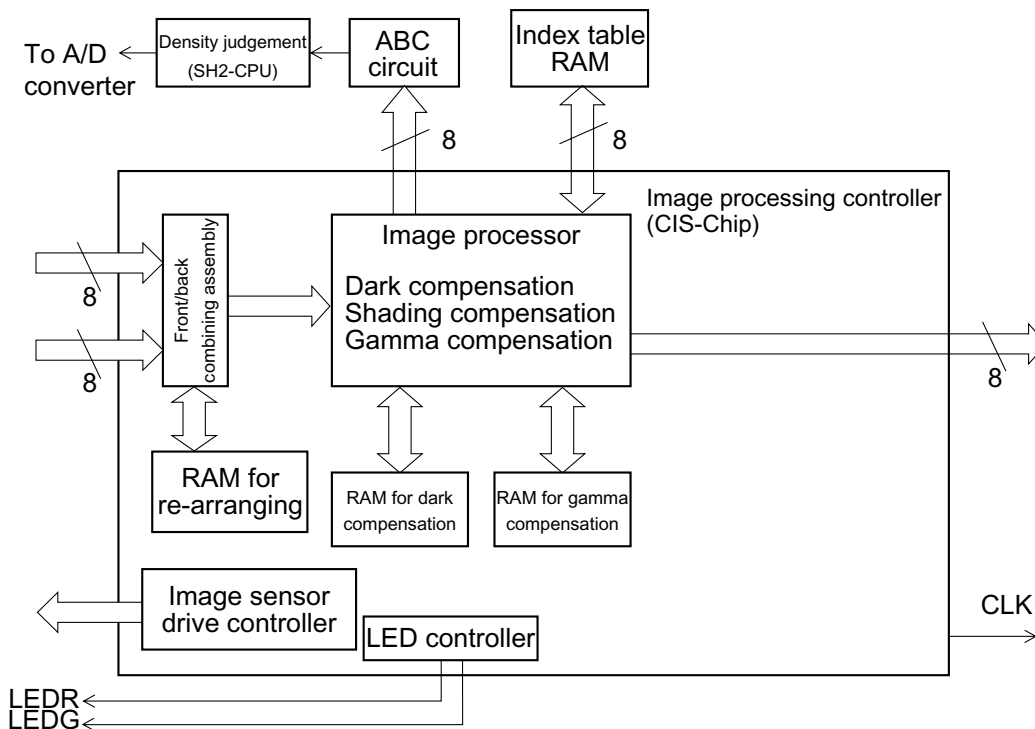 To A/D
converter
Density judgement
(SH2-CPU)
ABC
circuit
Index table
RAM
8
8
Image processing controller
(CIS-Chip)
8
8
Front/back
combining assembly
Image processor
Dark compensation
Shading compensation
Gamma compensation
8
RAM for
re-arranging
RAM for dark
compensation
RAM for gamma
compensation
Image sensor
drive controller
LED controller
CLK
LEDR
LEDG